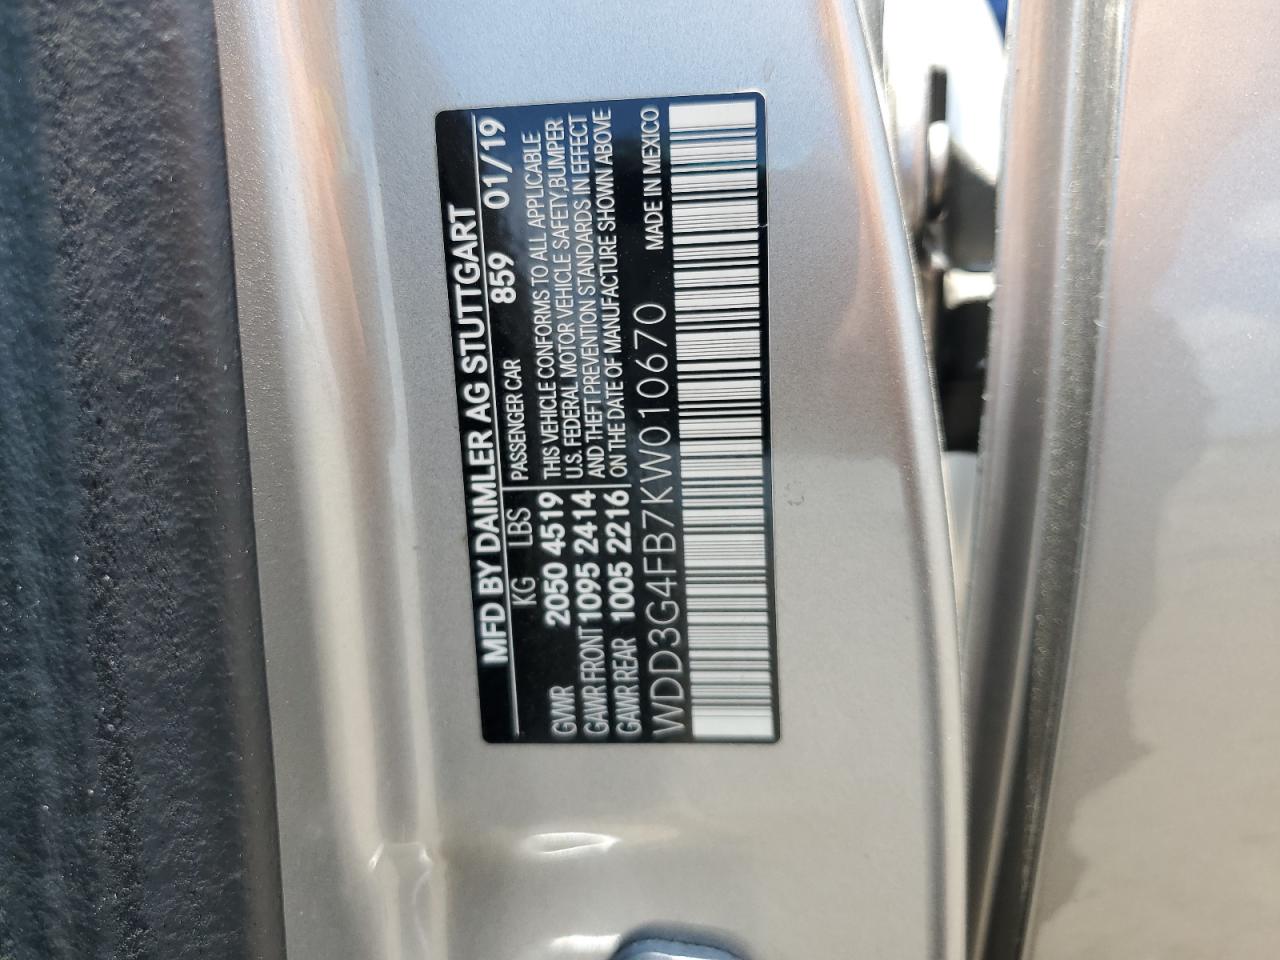 MFD BY DAIMLER AG STUTTGART
KG LBS PASSENGER CAR 859 01/19
GVWR 2050 4519 THIS VEHICLE CONFORMS TO ALL APPLICABLE
GAWR FRONT 1095 2414 U.S. FEDERAL MOTOR VEHICLE SAFETY,BUMPER
GAWR REAR 1005 2216 AND THEFT PREVENTION STANDARDS IN EFFECT
ON THE DATE OF MANUFACTURE SHOWN ABOVE
WDD3G4FB7KW010670 MADE IN MEXICO